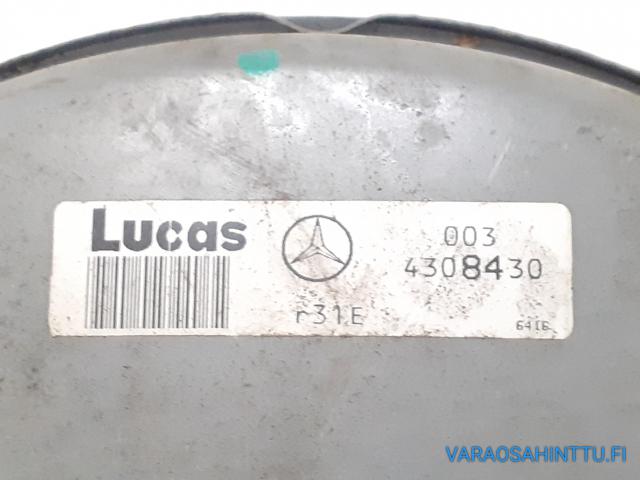 Lucas
003
4308430
r31E
6416
VARAOSAHINTTU.FI